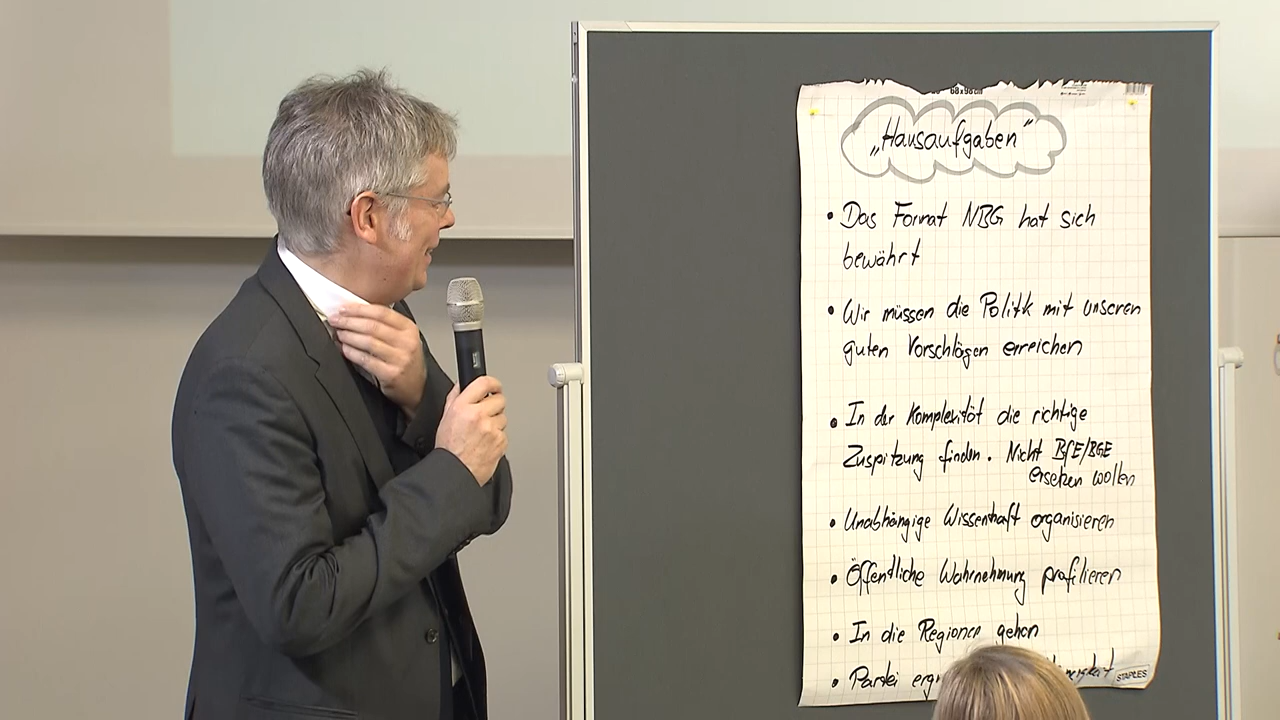 68x98cm
„Hausaufgaben“
• Das Format NBG hat sich
bewährt
• Wir müssen die Politik mit unseren
guten Vorschlägen erreichen
• In der Komplexität die richtige
Zuspitzung finden. Nicht BfE/BGE
ersetzen wollen
• Unabhängige Wissenschaft organisieren
• Öffentliche Wahrnehmung profilieren
• In die Regionen gehen
• Partei
STAPLES